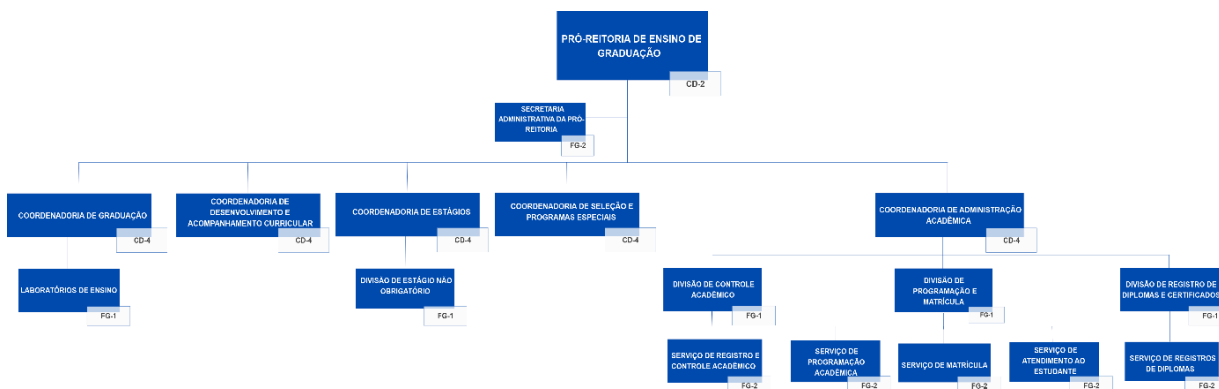 PRÓ-REITORIA DE ENSINO DE
GRADUAÇÃO
CD-2
SECRETARIA
ADMINISTRATIVA DA PRÓ-
REITORIA
FG-2
COORDENADORIA DE GRADUAÇÃO
CD-4
COORDENADORIA DE
DESENVOLVIMENTO E
ACOMPANHAMENTO CURRICULAR
CD-4
COORDENADORIA DE ESTÁGIOS
CD-4
COORDENADORIA DE SELEÇÃO E
PROGRAMAS ESPECIAIS
CD-4
COORDENADORIA DE ADMINISTRAÇÃO
ACADÊMICA
CD-4
LABORATÓRIOS DE ENSINO
FG-1
DIVISÃO DE ESTÁGIO NÃO
OBRIGATÓRIO
FG-1
DIVISÃO DE CONTROLE
ACADÊMICO
FG-1
DIVISÃO DE
PROGRAMAÇÃO E
MATRÍCULA
FG-1
DIVISÃO DE REGISTRO DE
DIPLOMAS E CERTIFICADOS
FG-1
SERVIÇO DE REGISTRO E
CONTROLE ACADÊMICO
FG-2
SERVIÇO DE
PROGRAMAÇÃO
ACADÊMICA
FG-2
SERVIÇO DE MATRÍCULA
FG-2
SERVIÇO DE
ATENDIMENTO AO
ESTUDANTE
FG-2
SERVIÇO DE REGISTROS
DE DIPLOMAS
FG-2